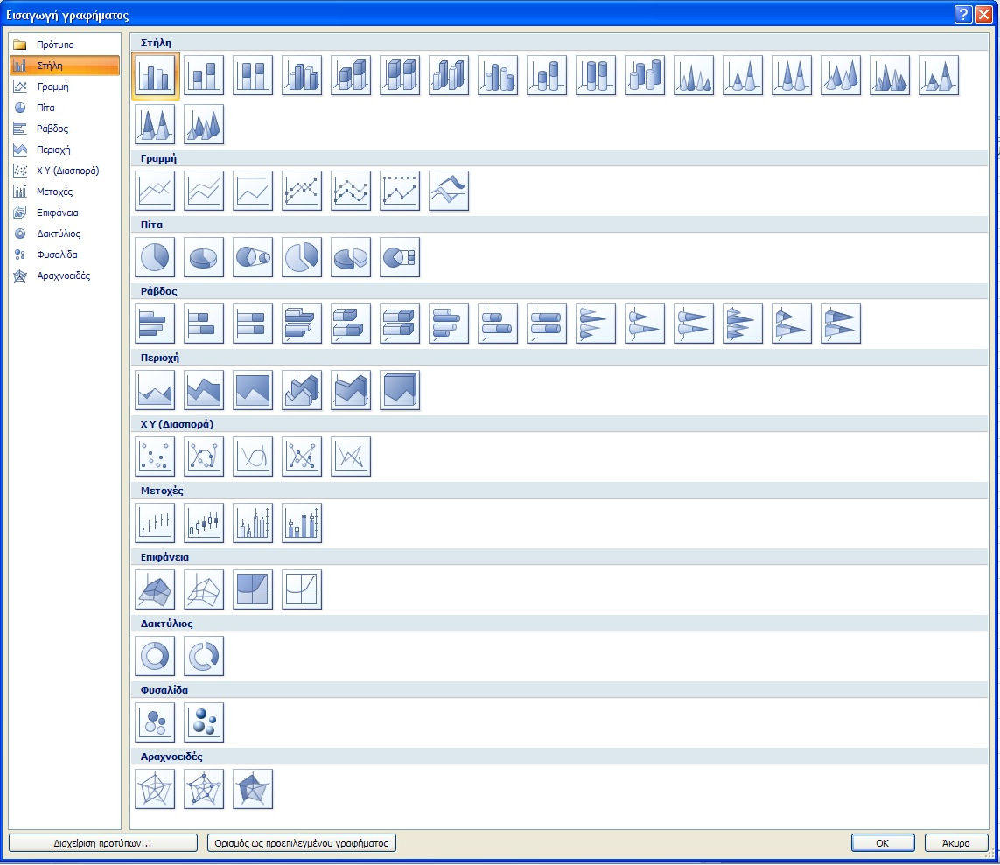 Εισαγωγή γραφήματος
Πρότυπα
Στήλη
Γραμμή
Πίτα
Ράβδος
Περιοχή
Χ Υ (Διασπορά)
Μετοχές
Επιφάνεια
Δακτύλιος
Φυσαλίδα
Αραχνοειδές
Στήλη
Γραμμή
Πίτα
Ράβδος
Περιοχή
Χ Υ (Διασπορά)
Μετοχές
Επιφάνεια
Δακτύλιος
Φυσαλίδα
Αραχνοειδές
Διαχείριση προτύπων...
Ορισμός ως προεπιλεγμένου γραφήματος
OK
Άκυρο